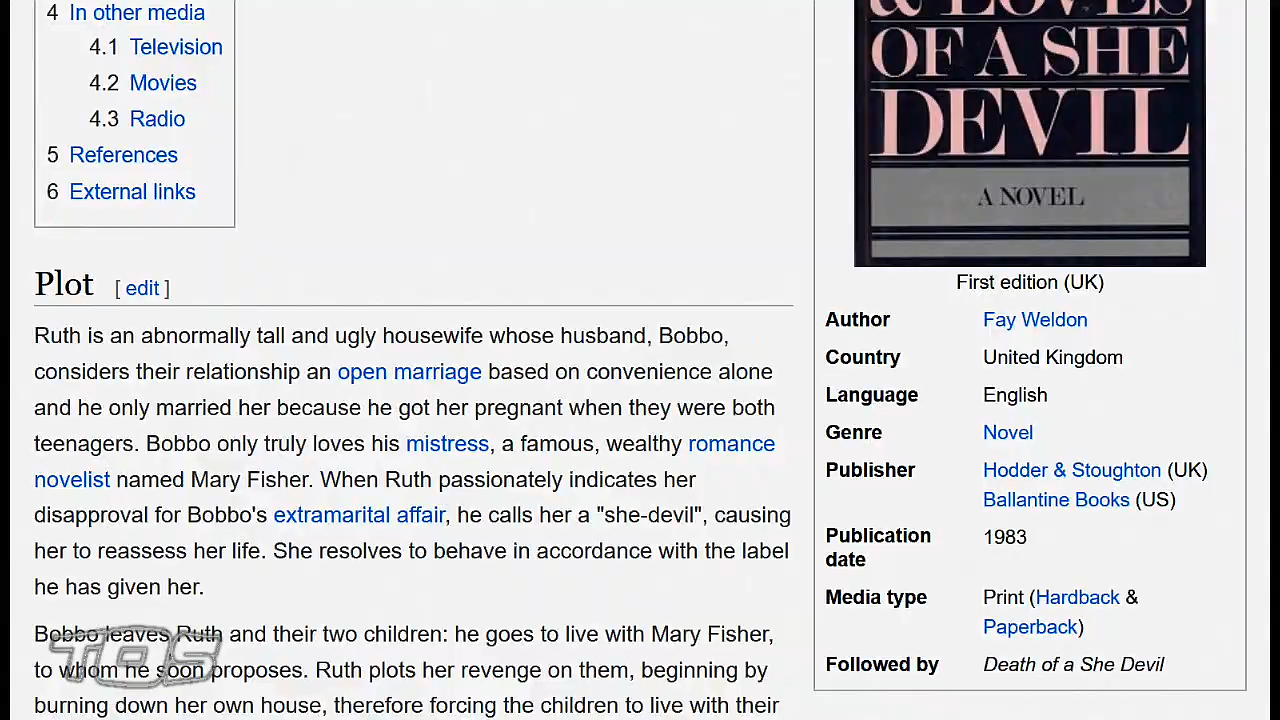 4 In other media
4.1 Television
4.2 Movies
4.3 Radio
5 References
6 External links
Plot [ edit ]
Ruth is an abnormally tall and ugly housewife whose husband, Bobbo,
considers their relationship an open marriage based on convenience alone
and he only married her because he got her pregnant when they were both
teenagers. Bobbo only truly loves his mistress, a famous, wealthy romance
novelist named Mary Fisher. When Ruth passionately indicates her
disapproval for Bobbo's extramarital affair, he calls her a "she-devil", causing
her to reassess her life. She resolves to behave in accordance with the label
he has given her.
Bobbo leaves Ruth and their two children: he goes to live with Mary Fisher,
to whom he soon proposes. Ruth plots her revenge on them, beginning by
burning down her own house, therefore forcing the children to live with their
TOS
& LOVES
OF A SHE
DEVIL
A NOVEL
First edition (UK)
Author Fay Weldon
Country United Kingdom
Language English
Genre Novel
Publisher Hodder & Stoughton (UK)
Ballantine Books (US)
Publication 1983
date
Media type Print (Hardback &
Paperback)
Followed by Death of a She Devil